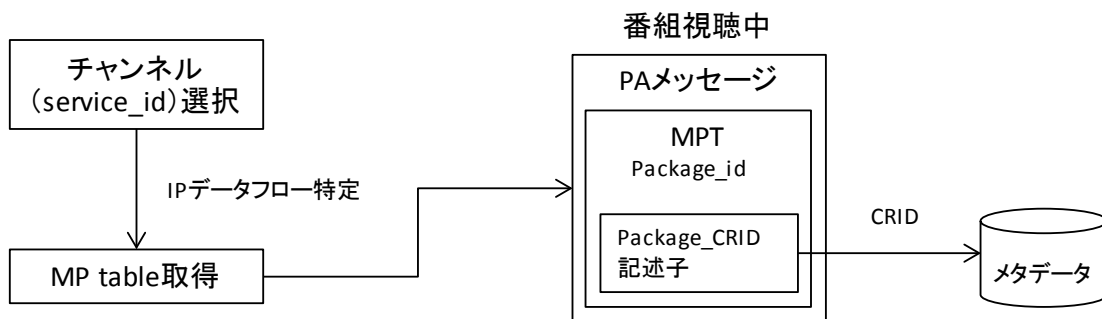 チャンネル
（service_id）選択
IPデータフロー特定
MP table取得
番組視聴中
PAメッセージ
MPT
Package_id
Package_CRID
記述子
CRID
メタデータ